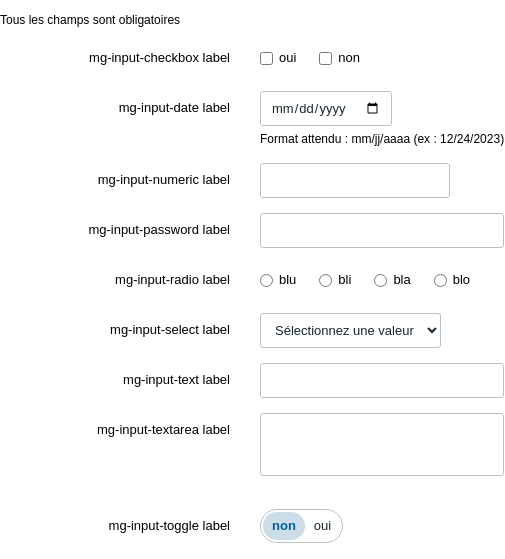 Tous les champs sont obligatoires
mg-input-checkbox label oui non
mg-input-date label mm/dd/yyyy
Format attendu : mm/jj/aaaa (ex : 12/24/2023)
mg-input-numeric label
mg-input-password label
mg-input-radio label blu bli bla blo
mg-input-select label Sélectionnez une valeur
mg-input-text label
mg-input-textarea label
mg-input-toggle label non oui